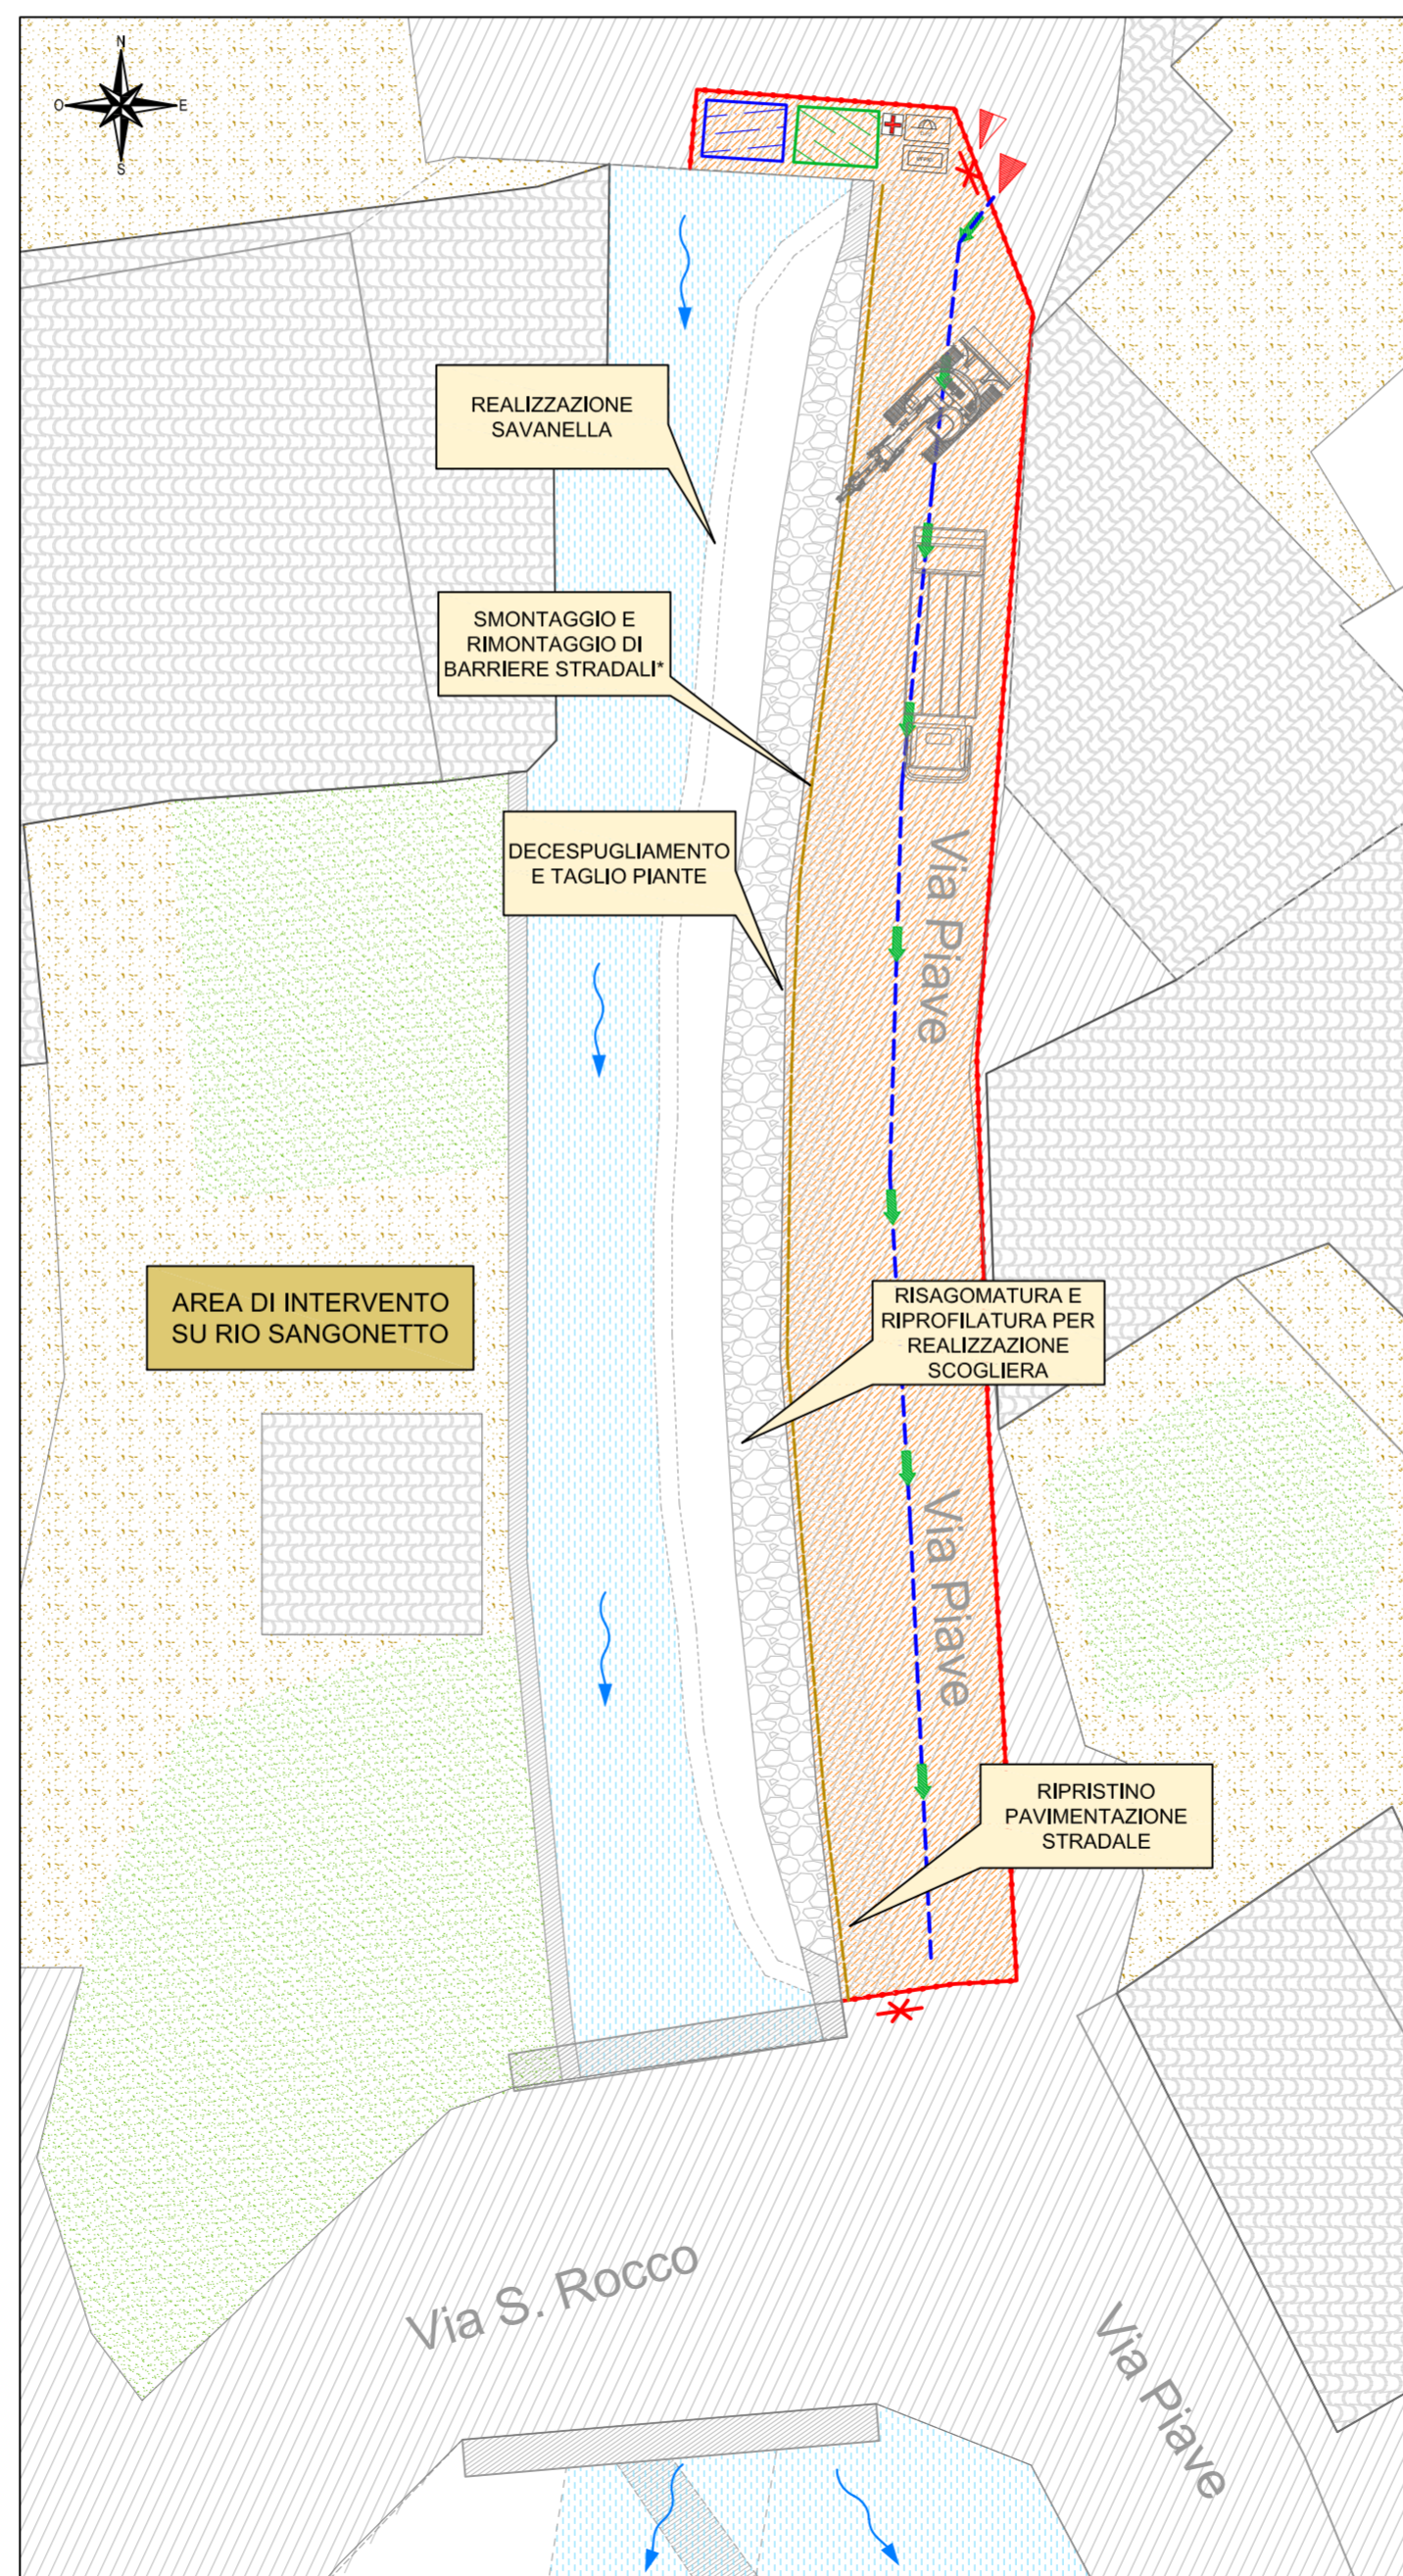 N
O
E
S
REALIZZAZIONE
SAVANELLA
SMONTAGGIO E
RIMONTAGGIO DI
BARRIERE STRADALI*
DECESPUGLIAMENTO
E TAGLIO PIANTE
Via Piave
AREA DI INTERVENTO
SU RIO SANGONETTO
RISAGOMATURA E
RIPROFILATURA PER
REALIZZAZIONE
SCOGLIERA
Via Piave
RIPRISTINO
PAVIMENTAZIONE
STRADALE
Via S. Rocco
Via Piave